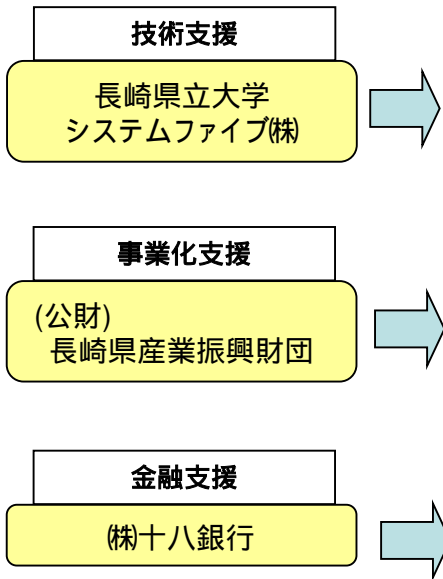 技術支援
長崎県立大学
システムファイブ㈱
事業化支援
(公財)
長崎県産業振興財団
金融支援
㈱十八銀行